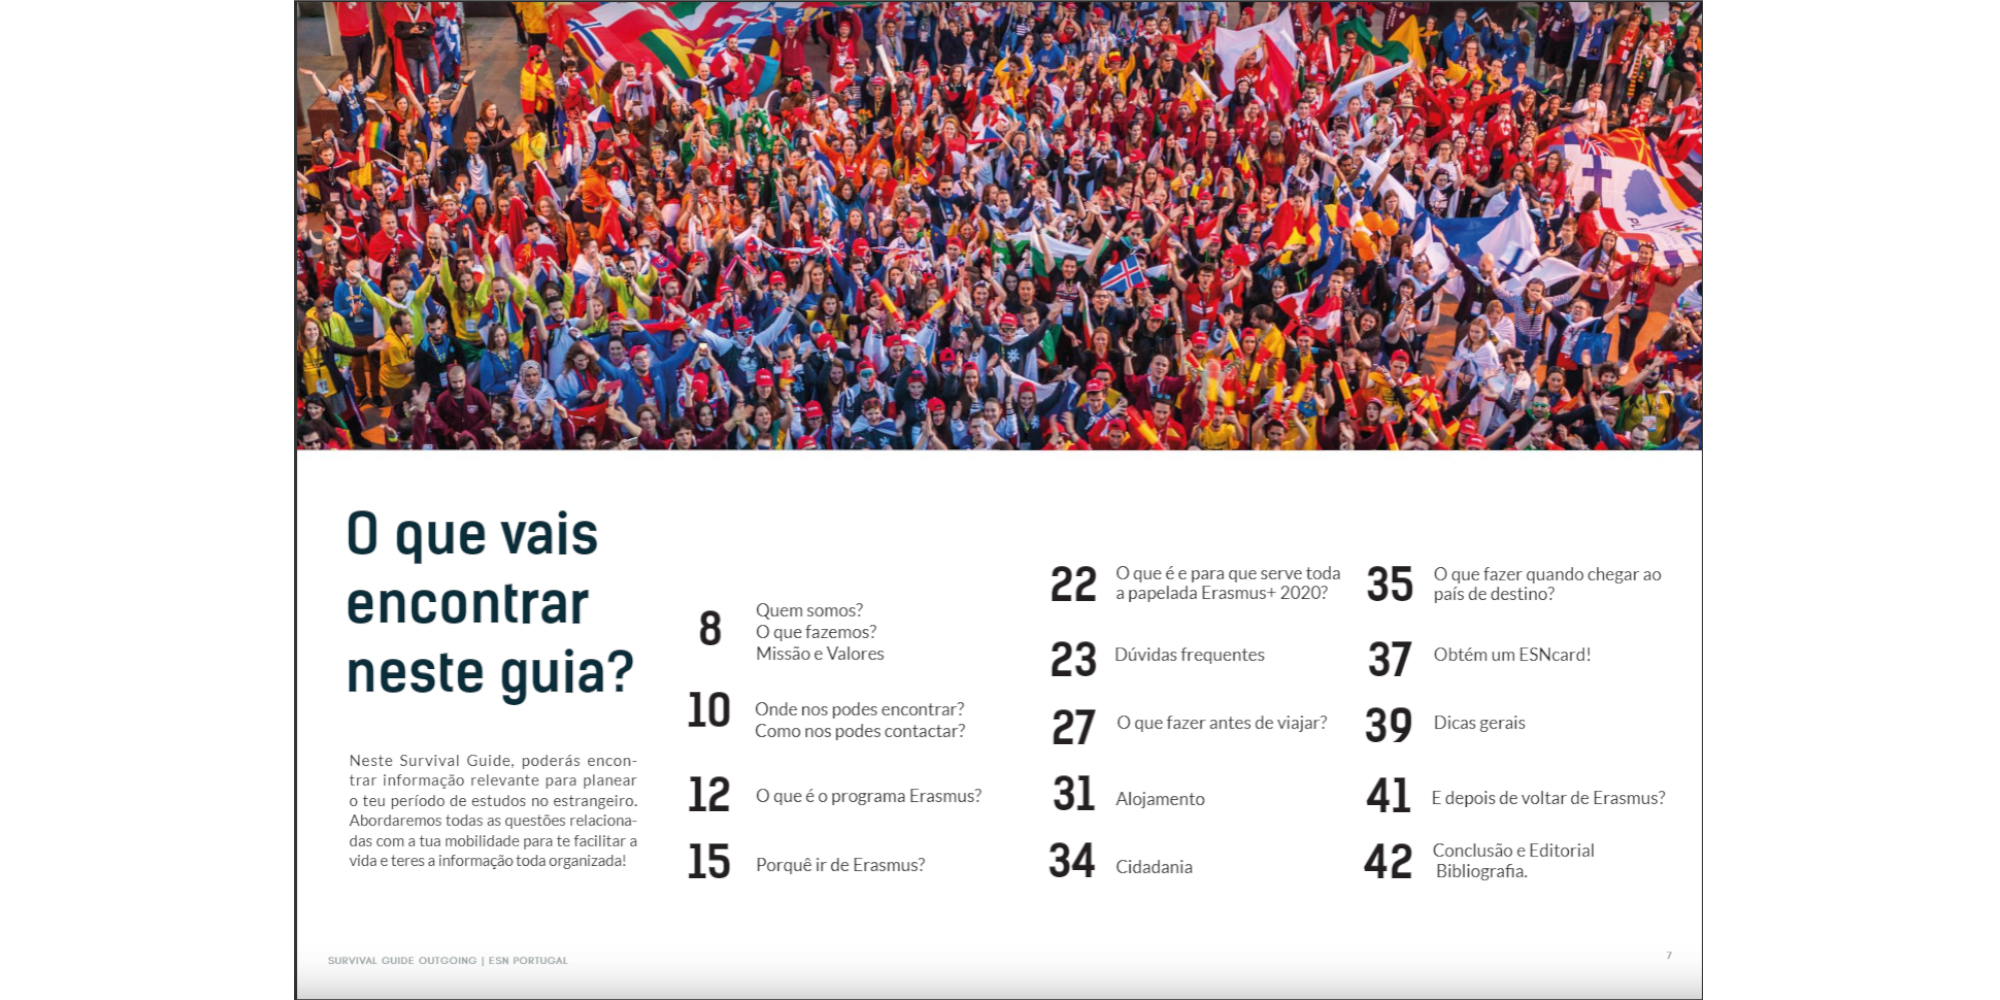 O que vais
encontrar
neste guia?
Neste Survival Guide, poderás encon-
trar informação relevante para planear
o teu período de estudos no estrangeiro.
Abordaremos todas as questões relaciona-
das com a tua mobilidade para te facilitar a
vida e teres a informação toda organizada!
8
Quem somos?
O que fazemos?
Missão e Valores
10
Onde nos podes encontrar?
Como nos podes contactar?
12 O que é o programa Erasmus?
15 Porquê ir de Erasmus?
22
O que é e para que serve toda
a papelada Erasmus+ 2020?
23 Dúvidas frequentes
27 O que fazer antes de viajar?
31 Alojamento
34 Cidadania
35
O que fazer quando chegar ao
país de destino?
37 Obtém um ESNcard!
39 Dicas gerais
41 E depois de voltar de Erasmus?
42
Conclusão e Editorial
Bibliografia.
SURVIVAL GUIDE OUTGOING | ESN PORTUGAL
7